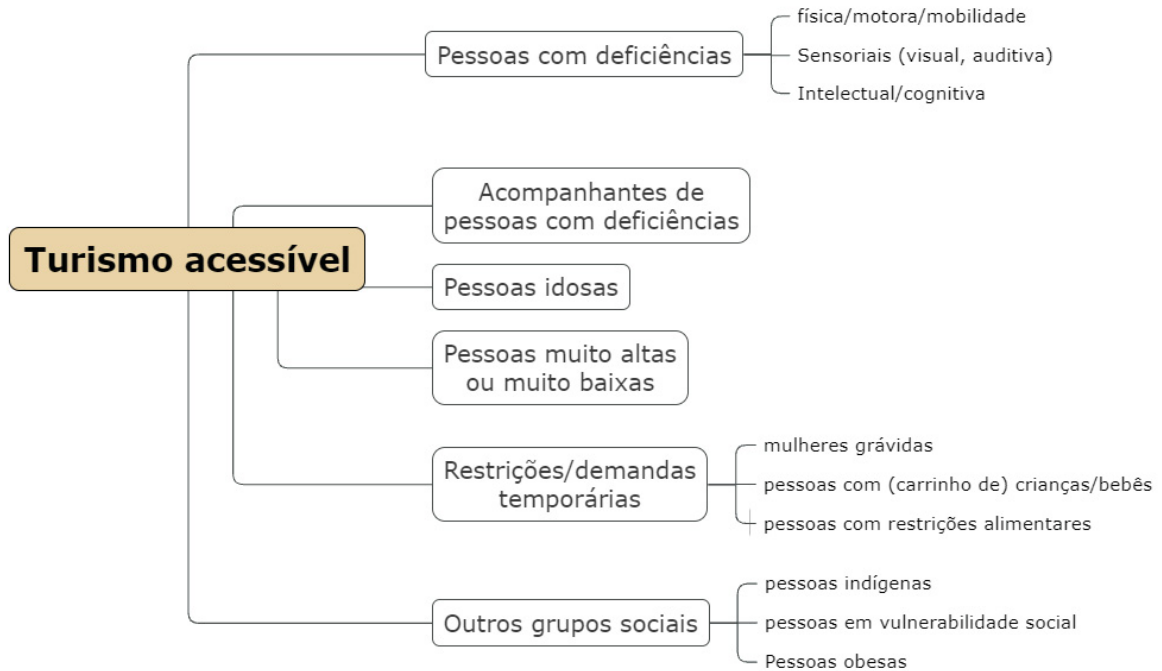 Turismo acessível
Pessoas com deficiências
física/motora/mobilidade
Sensoriais (visual, auditiva)
Intelectual/cognitiva
Acompanhantes de
pessoas com deficiências
Pessoas idosas
Pessoas muito altas
ou muito baixas
Restrições/demandas
temporárias
mulheres grávidas
pessoas com (carrinho de) crianças/bebês
pessoas com restrições alimentares
Outros grupos sociais
pessoas indígenas
pessoas em vulnerabilidade social
Pessoas obesas